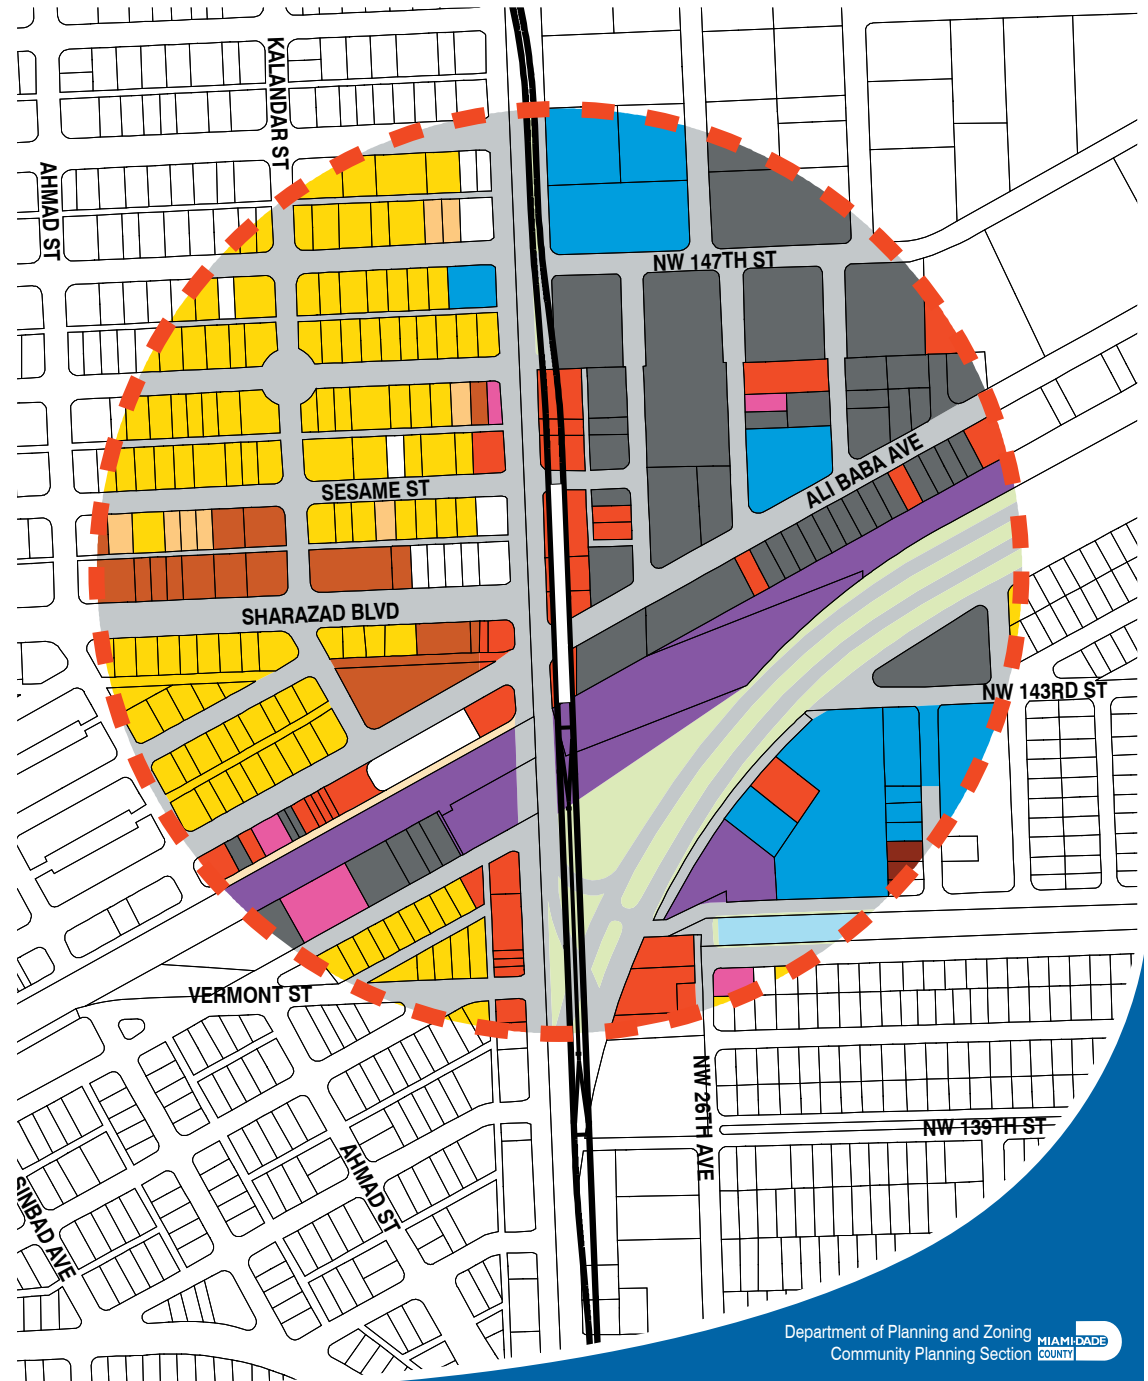 KALANDAR ST
AHMAD ST
NW 147TH ST
ALI BABA AVE
SESAME ST
SHARAZAD BLVD
NW 143RD ST
VERMONT ST
NW 26TH AVE
NW 139TH ST
AHMAD ST
SINBAD AVE
Department of Planning and Zoning
Community Planning Section
MIAMI-DADE
COUNTY